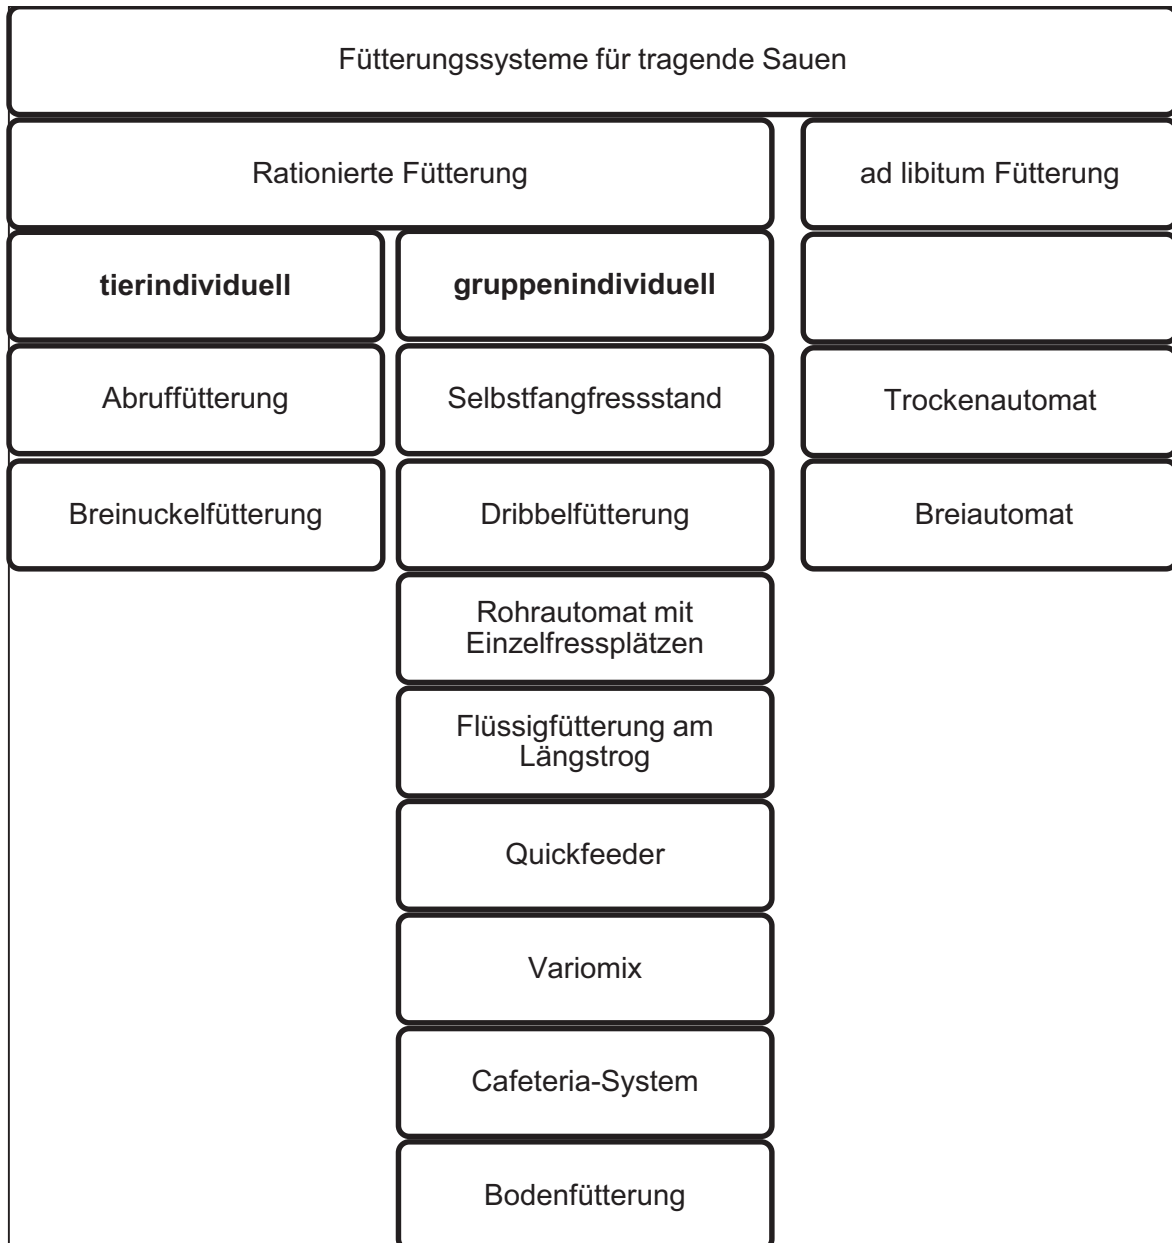 Fütterungssysteme für tragende Sauen
Rationierte Fütterung
ad libitum Fütterung
tierindividuell
gruppenindividuell
Abruffütterung
Selbstfangfressstand
Trockenautomat
Breinuckelfütterung
Dribbelfütterung
Breiautomat
Rohrautomat mit
Einzelfressplätzen
Flüssigfütterung am
Längstrog
Quickfeeder
Variomix
Cafeteria-System
Bodenfütterung